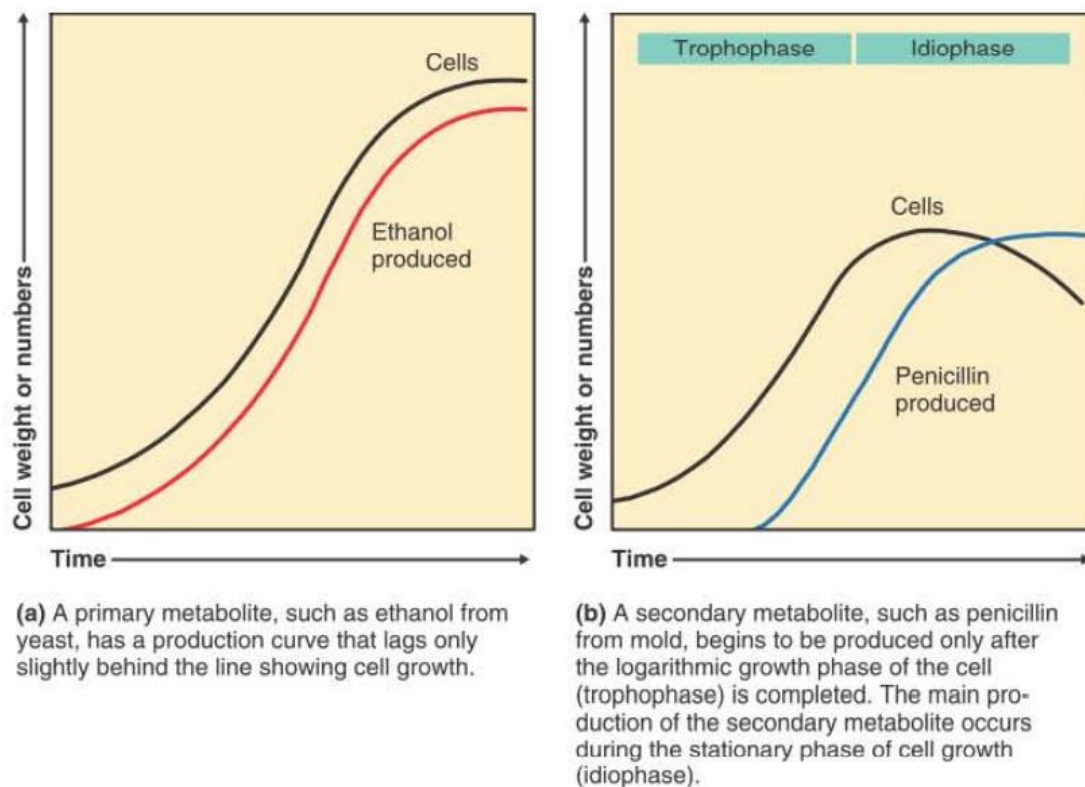 Cells
Ethanol
produced
Cell weight or numbers
Time
(a) A primary metabolite, such as ethanol from
yeast, has a production curve that lags only
slightly behind the line showing cell growth.
Trophophase
Idiophase
Cells
Penicillin
produced
Cell weight or numbers
Time
(b) A secondary metabolite, such as penicillin
from mold, begins to be produced only after
the logarithmic growth phase of the cell
(trophophase) is completed. The main pro-
duction of the secondary metabolite occurs
during the stationary phase of cell growth
(idiophase).